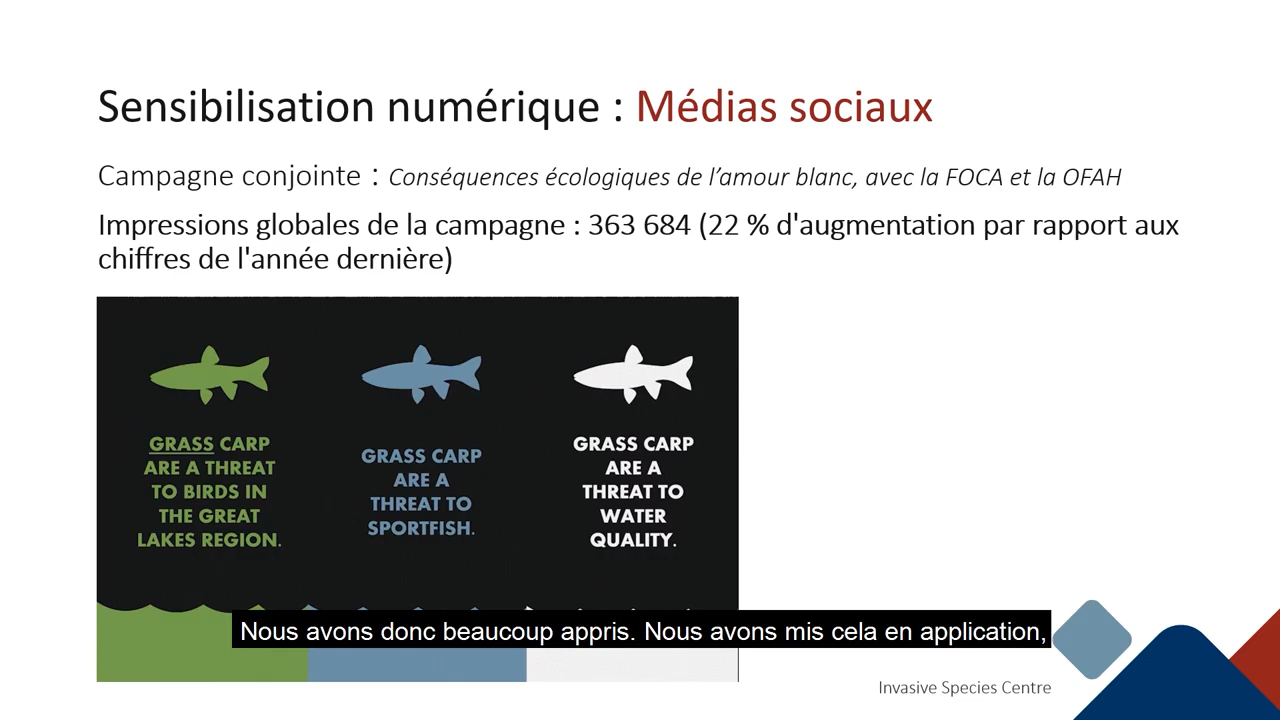 Sensibilisation numérique : Médias sociaux
Campagne conjointe : Conséquences écologiques de l’amour blanc, avec la FOCA et la OFAH
Impressions globales de la campagne : 363 684 (22 % d'augmentation par rapport aux
chiffres de l'année dernière)
GRASS CARP
ARE A THREAT
TO BIRDS IN
THE GREAT
LAKES REGION.
GRASS CARP
ARE A
THREAT TO
SPORTFISH.
GRASS CARP
ARE A
THREAT TO
WATER
QUALITY.
Nous avons donc beaucoup appris. Nous avons mis cela en application,
Invasive Species Centre